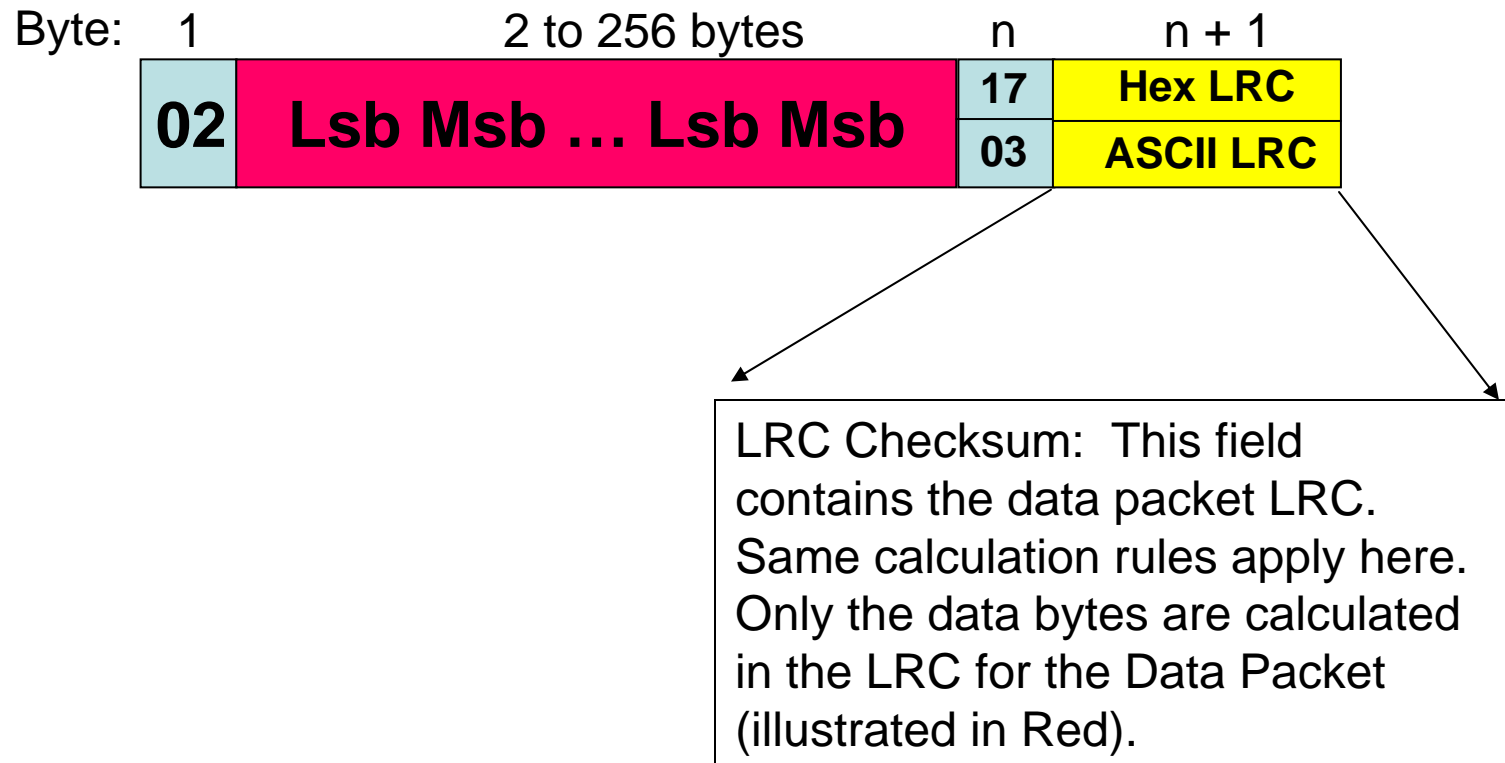 Byte: 1 2 to 256 bytes n n + 1
02 Lsb Msb … Lsb Msb 17 Hex LRC
03 ASCII LRC
LRC Checksum: This field
contains the data packet LRC.
Same calculation rules apply here.
Only the data bytes are calculated
in the LRC for the Data Packet
(illustrated in Red).